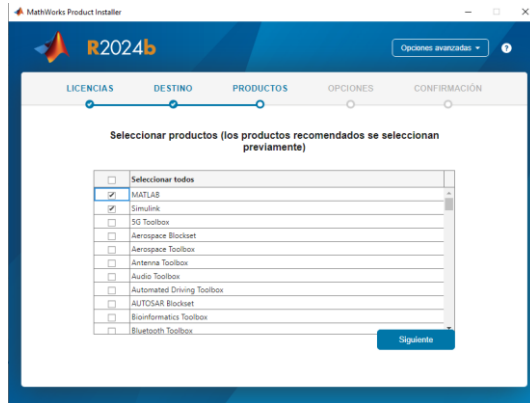 MathWorks Product Installer
R2024b
Opciones avanzadas
?
LICENCIAS DESTINO PRODUCTOS OPCIONES CONFIRMACIÓN
Seleccionar productos (los productos recomendados se seleccionan
previamente)
Seleccionar todos
MATLAB
Simulink
5G Toolbox
Aerospace Blockset
Aerospace Toolbox
Antenna Toolbox
Audio Toolbox
Automated Driving Toolbox
AUTOSAR Blockset
Bioinformatics Toolbox
Bluetooth Toolbox
Siguiente